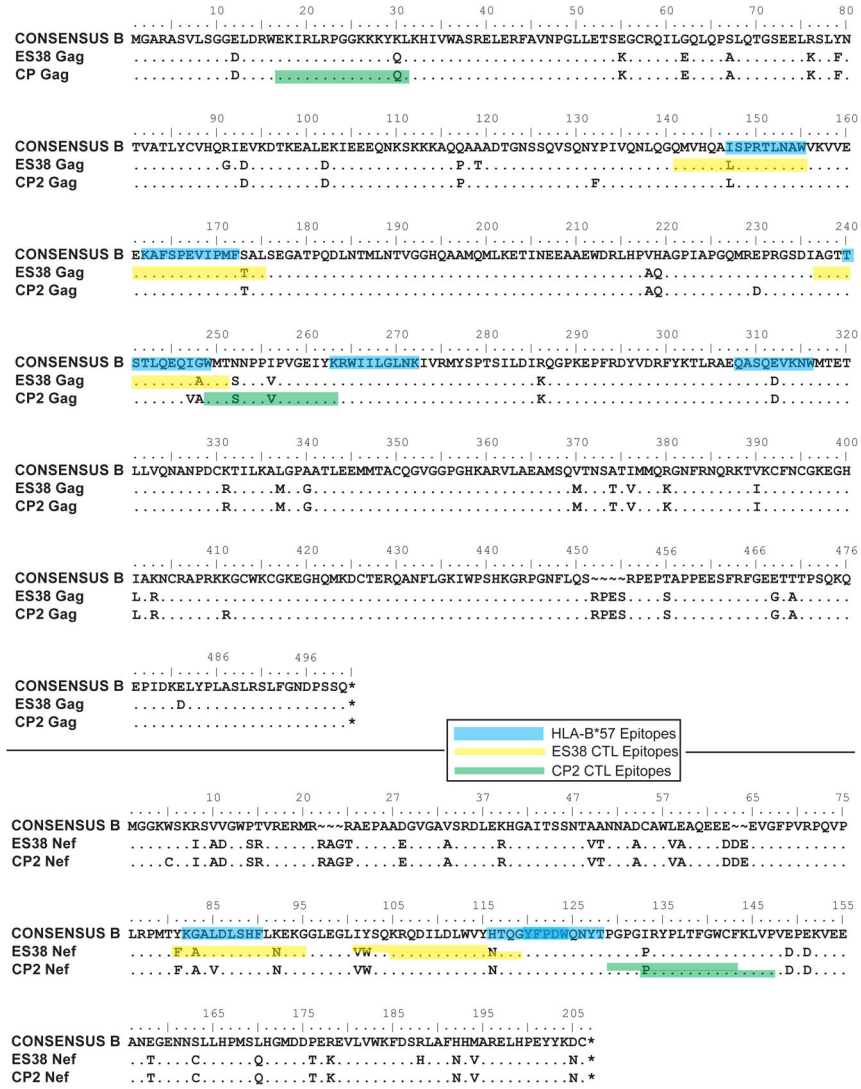 10 20 30 40 50 60 70 80
CONSENSUS B MGARASVLSGGELDRWEKIRLRPGGKKKYKLKHIVWASRELERFAVNPGLLETSEGCRQILGQLQPSLQTGSEELRSLYN
ES38 Gag ...........D.................Q........................K......E....A........K..F.
CP Gag ...........D.................Q........................K......E....A........K..F.
90 100 110 120 130 140 150 160
CONSENSUS B TVATLYCVHQRIEVKDTKEALEKIEEEQNKSKKKAQQAAADTGNSSQVSQNYPIVQNLQGQMVHQAISPRTLNAWVKVVE
ES38 Gag ..........G.D........D..............P.T...........................L.............
CP2 Gag ............D........D..............P..............F..............L.............
170 180 190 200 210 220 230 240
CONSENSUS B EKAFSPEVIPMFSALSEGATPQDLNTMLNTVGGHQAAMQMLKETINEEAAEWDRLHPVHAGPIAPGQMREPRGSDIAGTT
ES38 Gag ............T............................................AQ.....................
CP2 Gag ............T............................................AQ..........D..........
250 260 270 280 290 300 310 320
CONSENSUS B STLQEQIGWMTNNPPIPVGEIYKRWIILGLNKIVRMYSPTSILDIRQGPKEPFRDYVDRFYKTLRAEQASQEVKNWMTET
ES38 Gag .......A...S...V.............................K.........................D........
CP2 Gag ......VA...S...V.............................K.........................D........
330 340 350 360 370 380 390 400
CONSENSUS B LLVQNANPDCKTILKALGPAATLEEMMTACQGVGGPGHKARVLAEAMSQVTNSATIMMQRGNFRNQRKTVKCFNCGKEGH
ES38 Gag ..........R.....M..G.............................M...T.V...K.........I..........
CP2 Gag ..........R.....M..G.............................M...T.V...K.........I..........
410 420 430 440 450 456 466 476
CONSENSUS B IAKNCRAPRKKGCWKCGKEGHQMKDCTERQANFLGKIWPSHKGRPGNFLQS~~~~RPEPTAPPEESFRFGEETTTPSQKQ
ES38 Gag L.R................................................RPES....S...........G.A......
CP2 Gag L.R.......R........................................RPES....S...........G.A......
486 496
CONSENSUS B EPIDKELYPLASLRSLFGNDPSSQ*
ES38 Gag .....D..................*
CP2 Gag ........................*
HLA-B*57 Epitopes
ES38 CTL Epitopes
CP2 CTL Epitopes
10 20 27 37 47 57 65 75
CONSENSUS B MGGKWSKRSVVGWPTVRERMR~~~RAEPAADGVGAVSRDLEKHGAITSSNTAANNADCAWLEAQEEE~~EVGFPVRPQVP
ES38 Nef .......I.AD..SR......RAGT.....E....A.....R.........VT...A...VA....DDE...........
CP2 Nef ....C..I.AD..SR......RAGP.....E....A.....R.........VT...A...VA....DDE...........
85 95 105 115 125 135 145 155
CONSENSUS B LRPMTYKGALDLSHFLKEKGGLEGLIYSQKRQDILDLWVYHTQGYFPDWQNYTPGPGIRYPLTFGWCFKLVPVEPEKVEE
ES38 Nef .....F.A........N........VW.............N................P...............D.D....
CP2 Nef .....F.A.V......N........VW.............N................P...............D.D....
165 175 185 195 205
CONSENSUS B ANEGENNSLLHPMSLHGMDDPEREVLVWKFDSRLAFHHMARELHPEYYKDC*
ES38 Nef ..T....C......Q.....T.K.........H...N.V..........N.*
CP2 Nef ..T....C......Q.....T.K.............N.V..........N.*